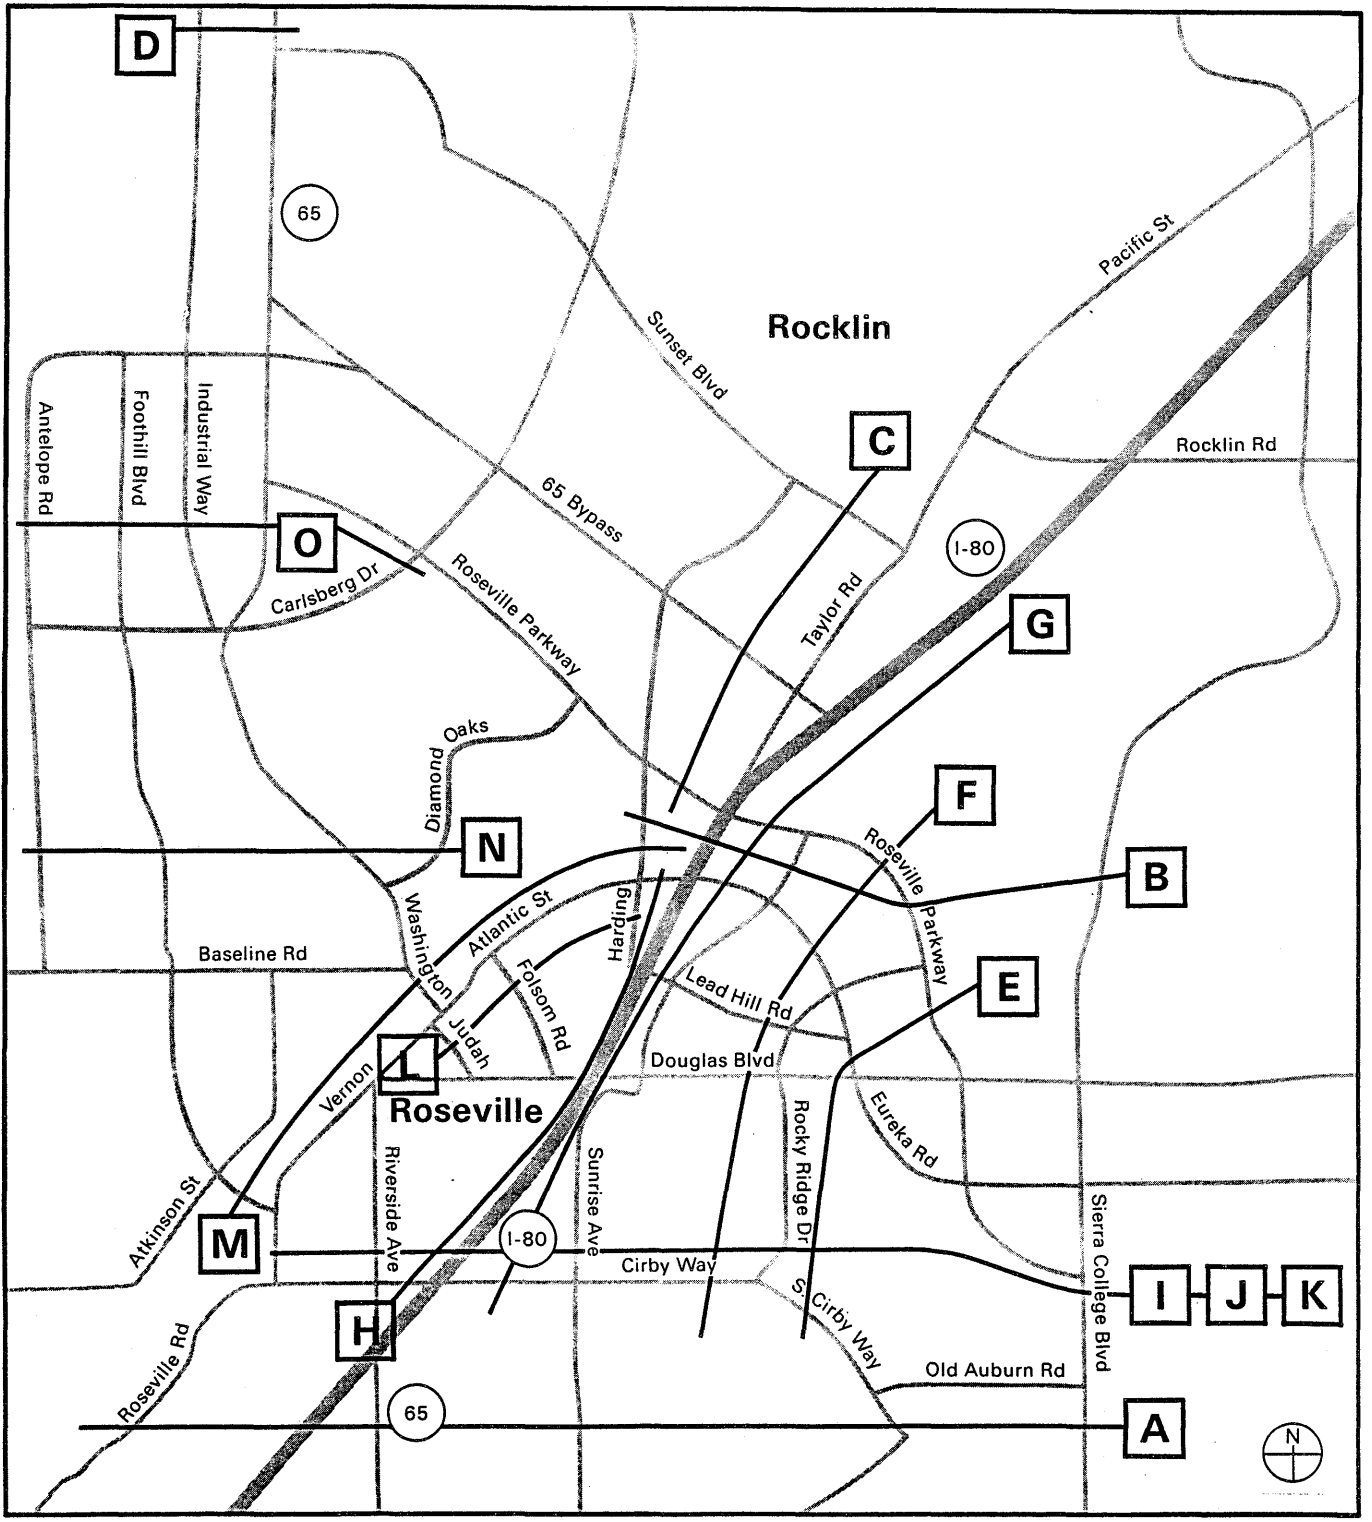 D
65
Rocklin
Pacific St
Sunset Blvd
Antelope Rd
Foothill Blvd
Industrial Way
C
Rocklin Rd
65 Bypass
O
I-80
Carlsberg Dr
Roseville Parkway
Taylor Rd
G
Diamond Oaks
F
N
Roseville Parkway
B
Washington
Atlantic St
Harding
Baseline Rd
Folsom Rd
Lead Hill Rd
E
Judah
L
Vernon
Douglas Blvd
Roseville
Rocky Ridge Dr
Eureka Rd
Riverside Ave
Sunrise Ave
Atkinson St
M
I-80
Cirby Way
Sierra College Blvd
I
J
K
H
S. Cirby Way
Roseville Rd
Old Auburn Rd
65
A
N